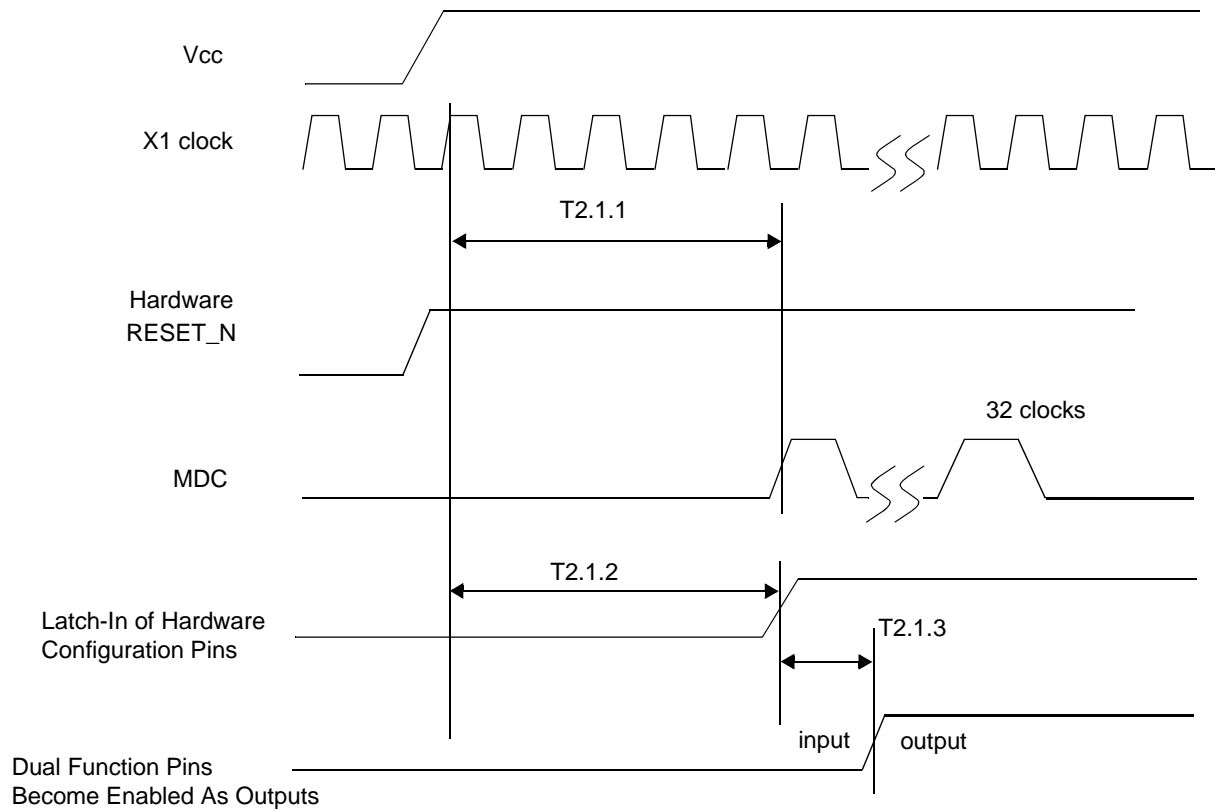 Vcc
X1 clock
T2.1.1
Hardware
RESET_N
32 clocks
MDC
T2.1.2
Latch-In of Hardware
Configuration Pins
T2.1.3
input
output
Dual Function Pins
Become Enabled As Outputs